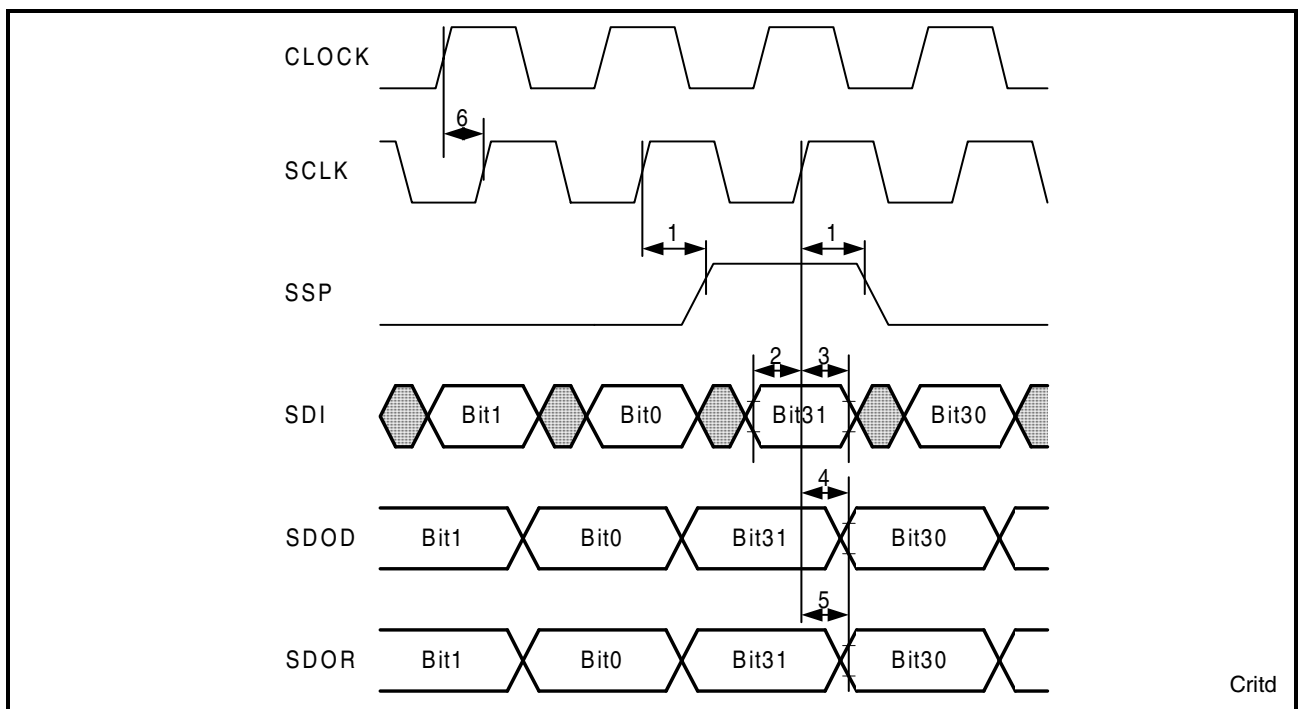 CLOCK
6
SCLK
1 1
SSP
2 3
SDI Bit1 Bit0 Bit31 Bit30
4
SDOD Bit1 Bit0 Bit31 Bit30
5
SDOR Bit1 Bit0 Bit31 Bit30
Critd